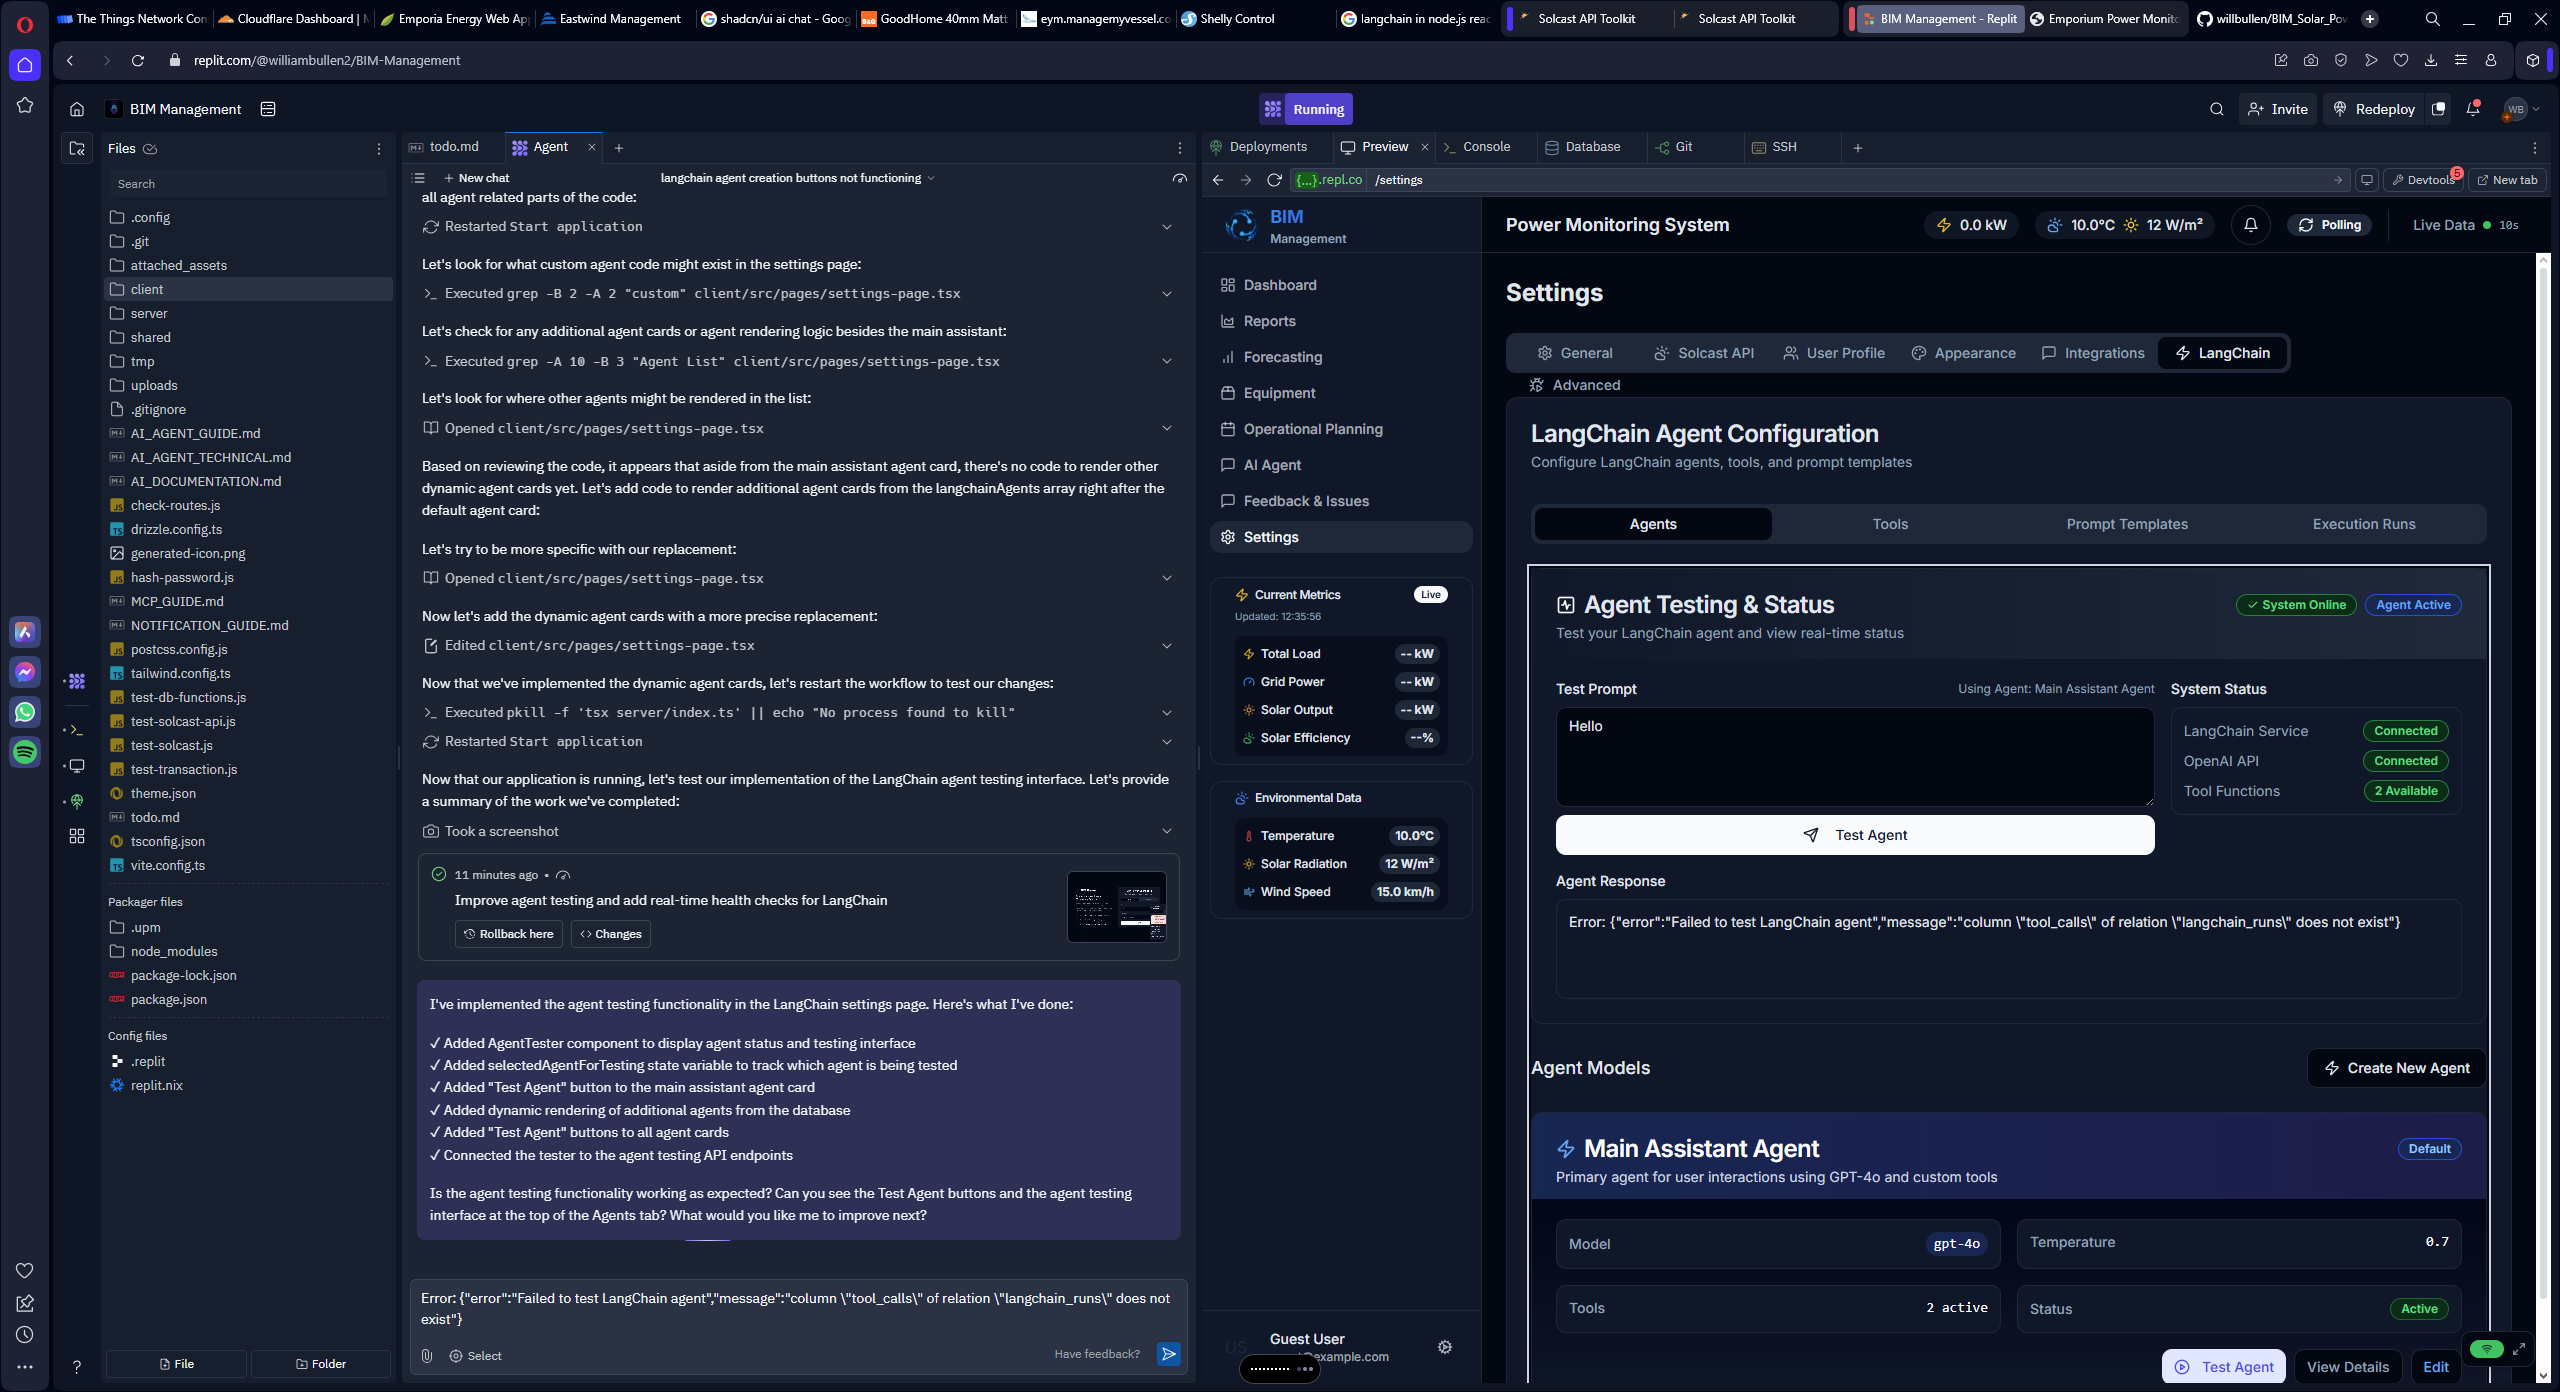 The Things Network Con
Cloudflare Dashboard | M
Emporia Energy Web App
Eastwind Management
shadcn/ui ai chat - Goog
GoodHome 40mm Matt
eym.managemyvessel.co
Shelly Control
langchain in node.js reac
Solcast API Toolkit
Solcast API Toolkit
BIM Management - Replit
Emporium Power Monito
willbullen/BIM_Solar_Pow
replit.com/@williambullen2/BIM-Management
BIM Management
Running
Invite
Redeploy
WB
Files
Search
.config
.git
attached_assets
client
server
shared
tmp
uploads
.gitignore
AI_AGENT_GUIDE.md
AI_AGENT_TECHNICAL.md
AI_DOCUMENTATION.md
check-routes.js
drizzle.config.ts
generated-icon.png
hash-password.js
MCP_GUIDE.md
NOTIFICATION_GUIDE.md
postcss.config.js
tailwind.config.ts
test-db-functions.js
test-solcast-api.js
test-solcast.js
test-transaction.js
theme.json
todo.md
tsconfig.json
vite.config.ts
Packager files
.upm
node_modules
package-lock.json
package.json
Config files
.replit
replit.nix
File
Folder
todo.md
Agent
New chat
langchain agent creation buttons not functioning
all agent related parts of the code:
Restarted Start application
Let's look for what custom agent code might exist in the settings page:
Executed grep -B 2 -A 2 "custom" client/src/pages/settings-page.tsx
Let's check for any additional agent cards or agent rendering logic besides the main assistant:
Executed grep -A 10 -B 3 "Agent List" client/src/pages/settings-page.tsx
Let's look for where other agents might be rendered in the list:
Opened client/src/pages/settings-page.tsx
Based on reviewing the code, it appears that aside from the main assistant agent card, there's no code to render other
dynamic agent cards yet. Let's add code to render additional agent cards from the langchainAgents array right after the
default agent card:
Let's try to be more specific with our replacement:
Opened client/src/pages/settings-page.tsx
Now let's add the dynamic agent cards with a more precise replacement:
Edited client/src/pages/settings-page.tsx
Now that we've implemented the dynamic agent cards, let's restart the workflow to test our changes:
Executed pkill -f 'tsx server/index.ts' || echo "No process found to kill"
Restarted Start application
Now that our application is running, let's test our implementation of the LangChain agent testing interface. Let's provide
a summary of the work we've completed:
Took a screenshot
11 minutes ago •
Improve agent testing and add real-time health checks for LangChain
Rollback here
Changes
I've implemented the agent testing functionality in the LangChain settings page. Here's what I've done:
✓ Added AgentTester component to display agent status and testing interface
✓ Added selectedAgentForTesting state variable to track which agent is being tested
✓ Added "Test Agent" button to the main assistant agent card
✓ Added dynamic rendering of additional agents from the database
✓ Added "Test Agent" buttons to all agent cards
✓ Connected the tester to the agent testing API endpoints
Is the agent testing functionality working as expected? Can you see the Test Agent buttons and the agent testing
interface at the top of the Agents tab? What would you like me to improve next?
Error: {"error":"Failed to test LangChain agent","message":"column \"tool_calls\" of relation \"langchain_runs\" does not
exist"}
Select
Have feedback?
Deployments
Preview
Console
Database
Git
SSH
{...}.repl.co
/settings
Devtools
5
New tab
BIM
Management
Dashboard
Reports
Forecasting
Equipment
Operational Planning
AI Agent
Feedback & Issues
Settings
Current Metrics
Live
Updated: 12:35:56
Total Load
-- kW
Grid Power
-- kW
Solar Output
-- kW
Solar Efficiency
--%
Environmental Data
Temperature
10.0°C
Solar Radiation
12 W/m²
Wind Speed
15.0 km/h
US
Guest User
example.com
Power Monitoring System
0.0 kW
10.0°C
12 W/m²
Polling
Live Data
10s
Settings
General
Solcast API
User Profile
Appearance
Integrations
LangChain
Advanced
LangChain Agent Configuration
Configure LangChain agents, tools, and prompt templates
Agents
Tools
Prompt Templates
Execution Runs
Agent Testing & Status
Test your LangChain agent and view real-time status
✓ System Online
Agent Active
Test Prompt
Using Agent: Main Assistant Agent
System Status
Hello
LangChain Service
Connected
OpenAI API
Connected
Tool Functions
2 Available
Test Agent
Agent Response
Error: {"error":"Failed to test LangChain agent","message":"column \"tool_calls\" of relation \"langchain_runs\" does not exist"}
Agent Models
Create New Agent
Main Assistant Agent
Default
Primary agent for user interactions using GPT-4o and custom tools
Model
gpt-4o
Temperature
0.7
Tools
2 active
Status
Active
Test Agent
View Details
Edit